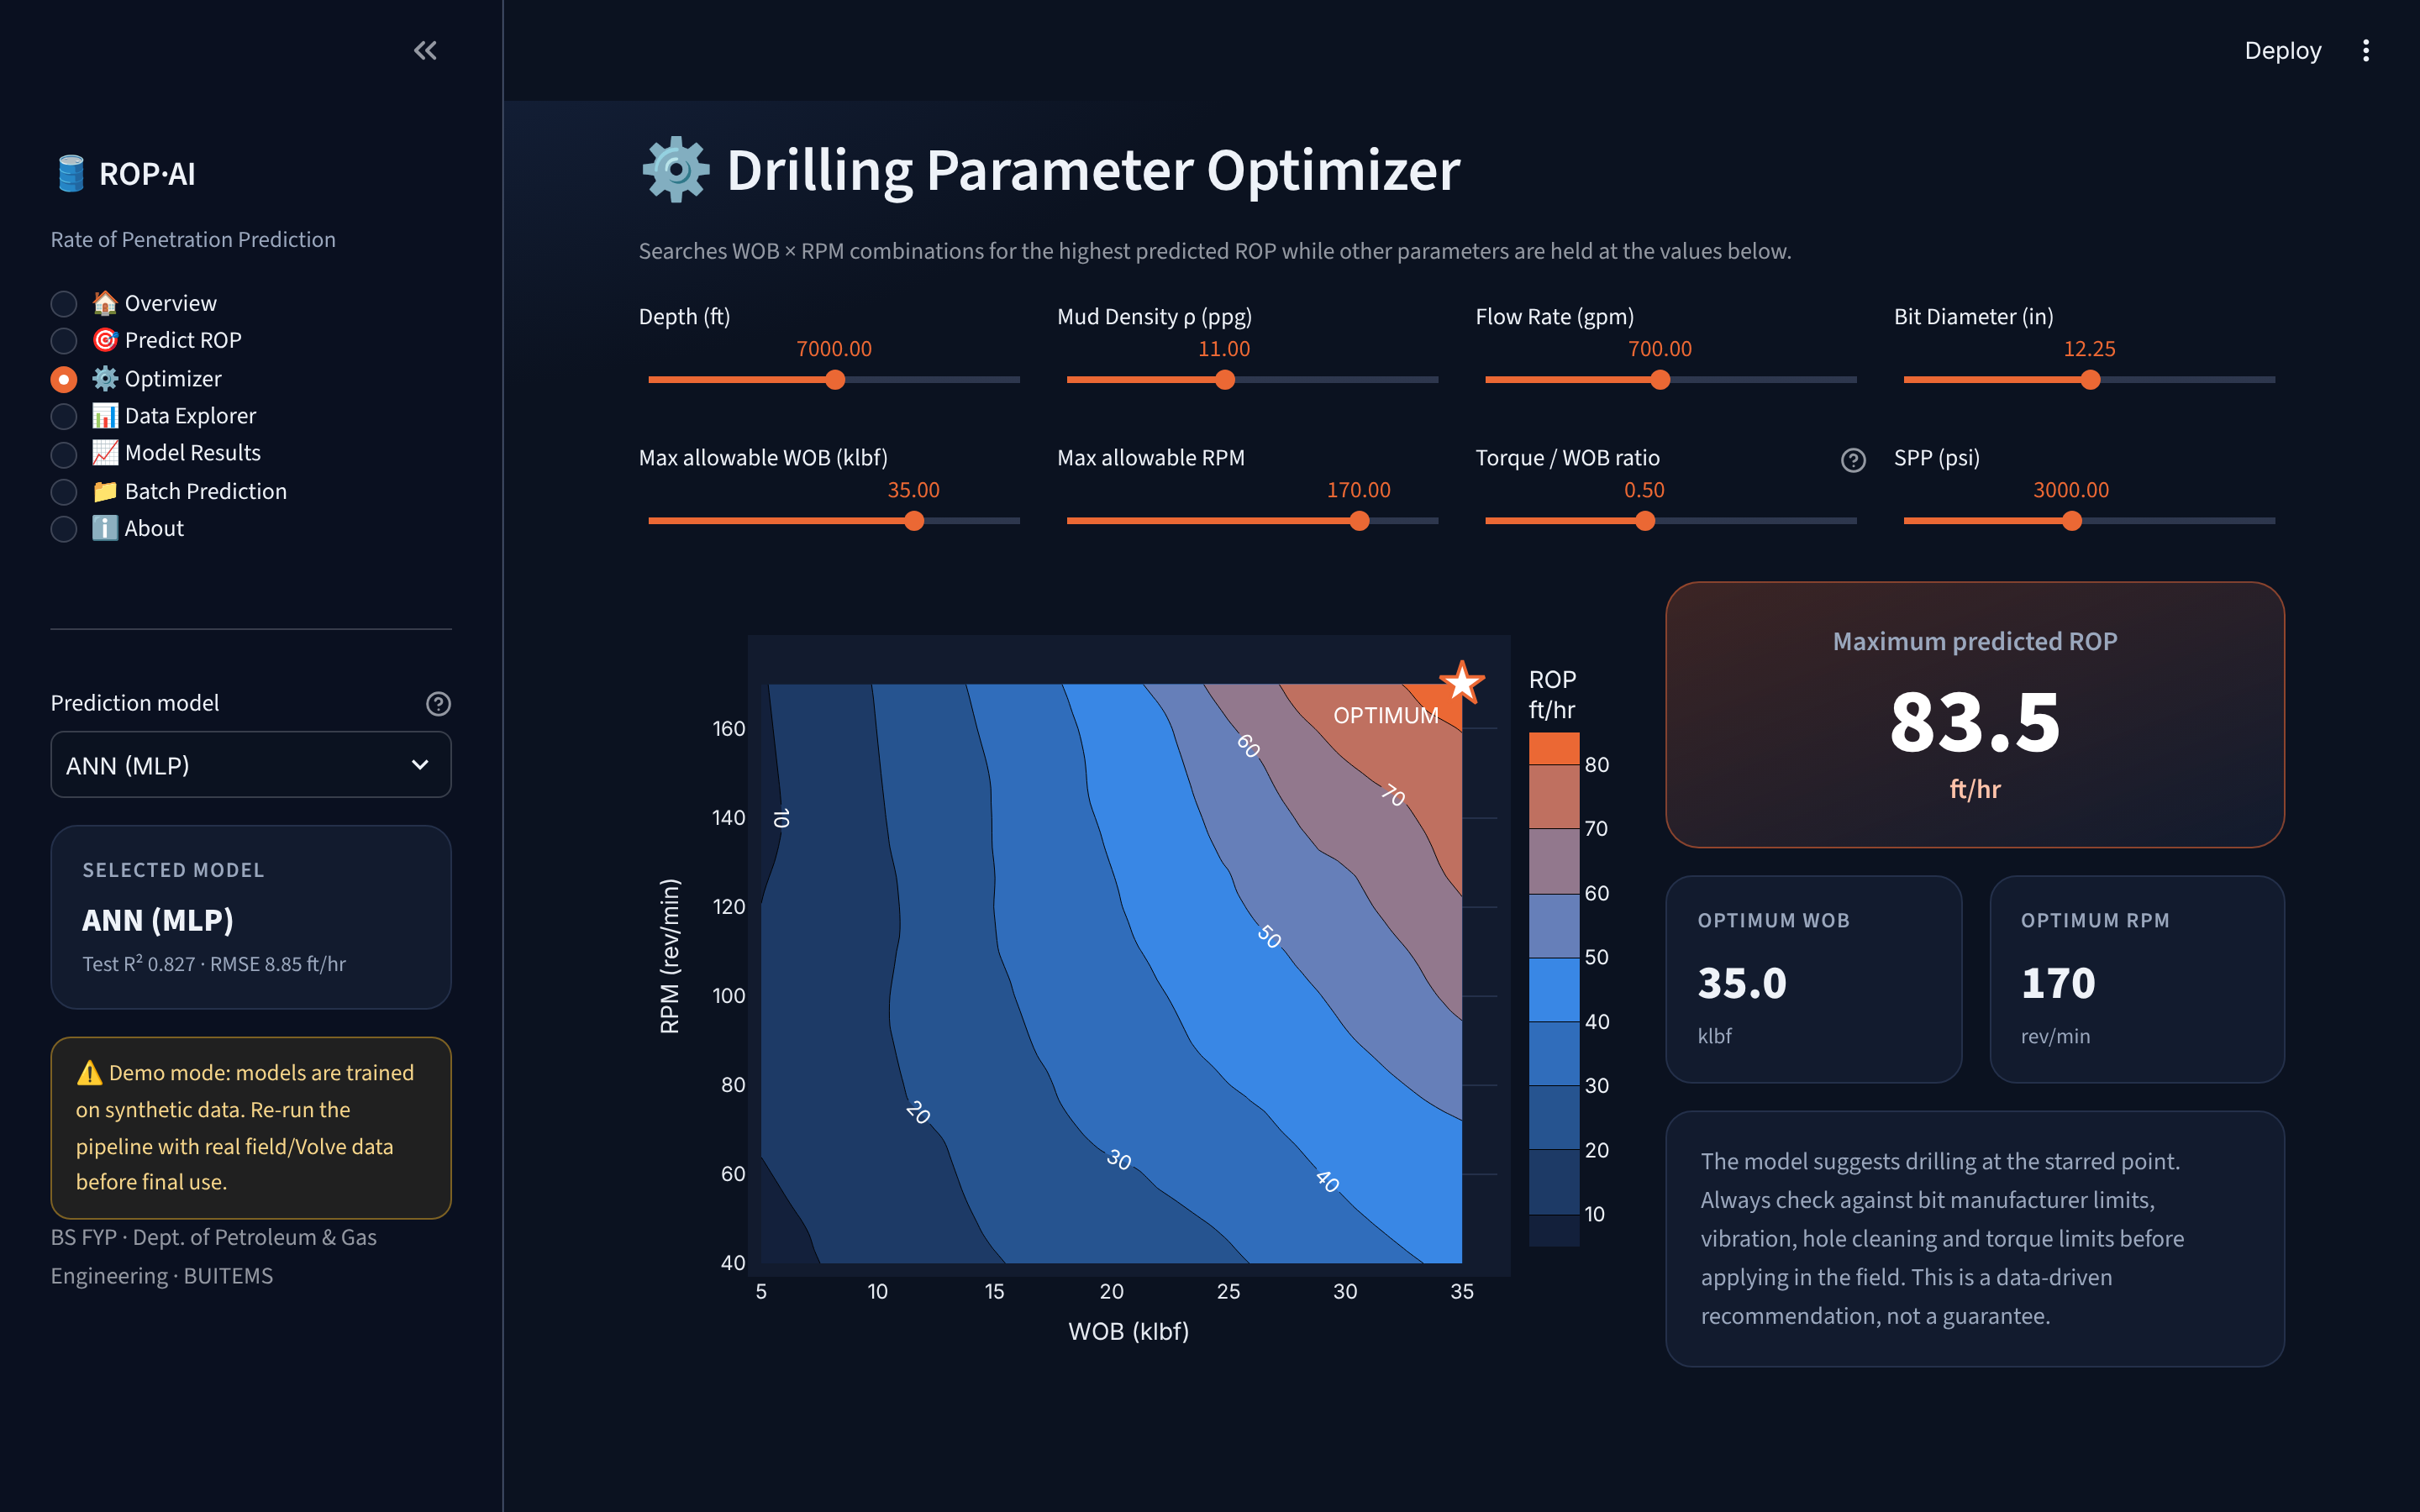 Deploy
ROP·AI
Rate of Penetration Prediction
Overview
Predict ROP
Optimizer
Data Explorer
Model Results
Batch Prediction
About
Prediction model
ANN (MLP)
SELECTED MODEL
ANN (MLP)
Test R² 0.827 · RMSE 8.85 ft/hr
Demo mode: models are trained
on synthetic data. Re-run the
pipeline with real field/Volve data
before final use.
BS FYP · Dept. of Petroleum & Gas
Engineering · BUITEMS
Drilling Parameter Optimizer
Searches WOB × RPM combinations for the highest predicted ROP while other parameters are held at the values below.
Depth (ft)
7000.00
Mud Density ρ (ppg)
11.00
Flow Rate (gpm)
700.00
Bit Diameter (in)
12.25
Max allowable WOB (klbf)
35.00
Max allowable RPM
170.00
Torque / WOB ratio
0.50
SPP (psi)
3000.00
RPM (rev/min)
160
140
120
100
80
60
40
5
10
15
20
25
30
35
WOB (klbf)
10
20
30
40
50
60
70
OPTIMUM
ROP
ft/hr
80
70
60
50
40
30
20
10
Maximum predicted ROP
83.5
ft/hr
OPTIMUM WOB
35.0
klbf
OPTIMUM RPM
170
rev/min
The model suggests drilling at the starred point.
Always check against bit manufacturer limits,
vibration, hole cleaning and torque limits before
applying in the field. This is a data-driven
recommendation, not a guarantee.